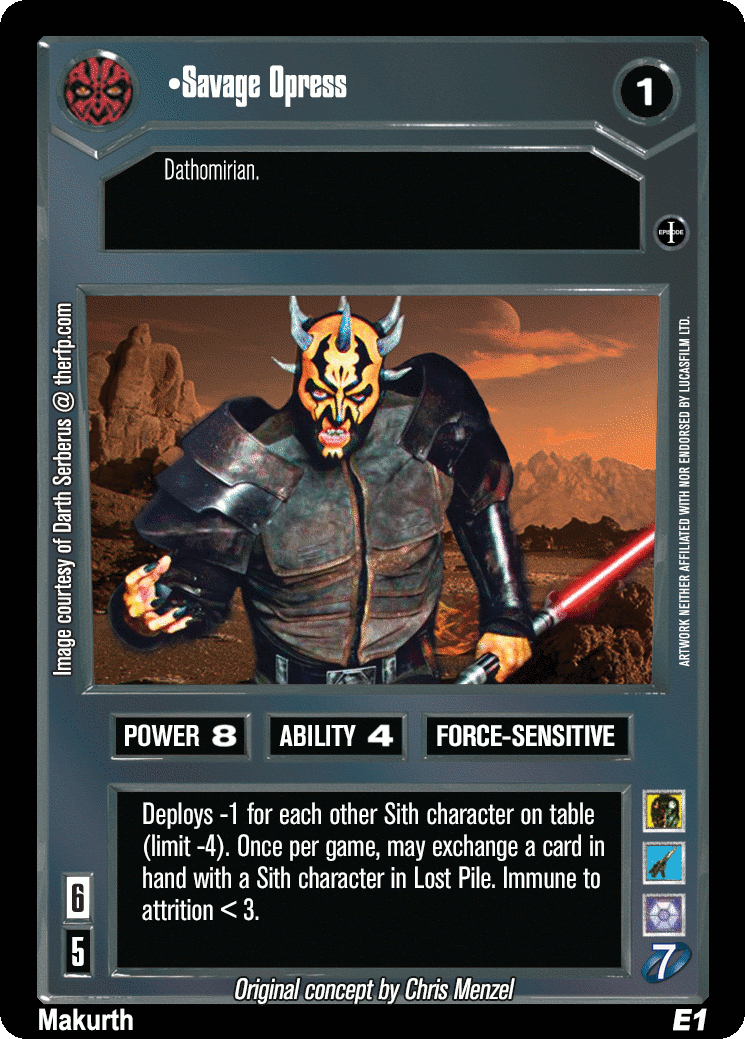 •Savage Opress
1
Dathomirian.
EPISODE I
Image courtesy of Darth Serberus @ therfp.com
ARTWORK NEITHER AFFILIATED WITH NOR ENDORSED BY LUCASFILM LTD.
POWER 8
ABILITY 4
FORCE-SENSITIVE
Deploys -1 for each other Sith character on table
(limit -4). Once per game, may exchange a card in
hand with a Sith character in Lost Pile. Immune to
attrition < 3.
6
5
7
Original concept by Chris Menzel
Makurth
E1